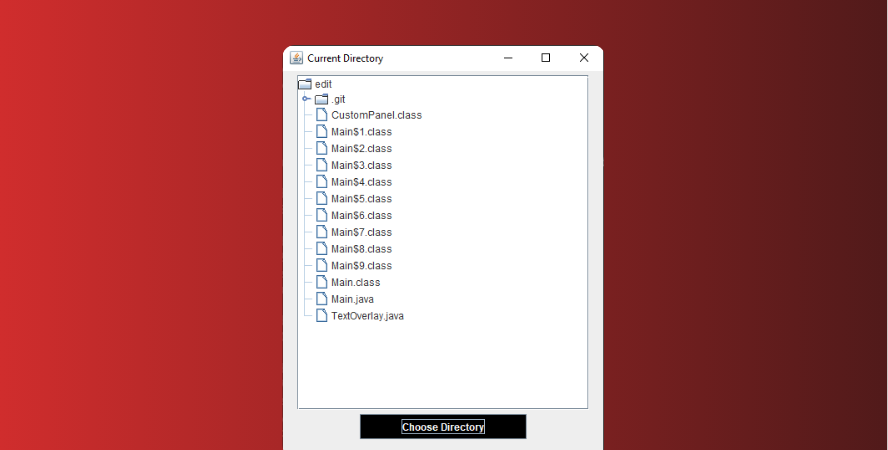 Current Directory
edit
.git
CustomPanel.class
Main$1.class
Main$2.class
Main$3.class
Main$4.class
Main$5.class
Main$6.class
Main$7.class
Main$8.class
Main$9.class
Main.class
Main.java
TextOverlay.java
Choose Directory